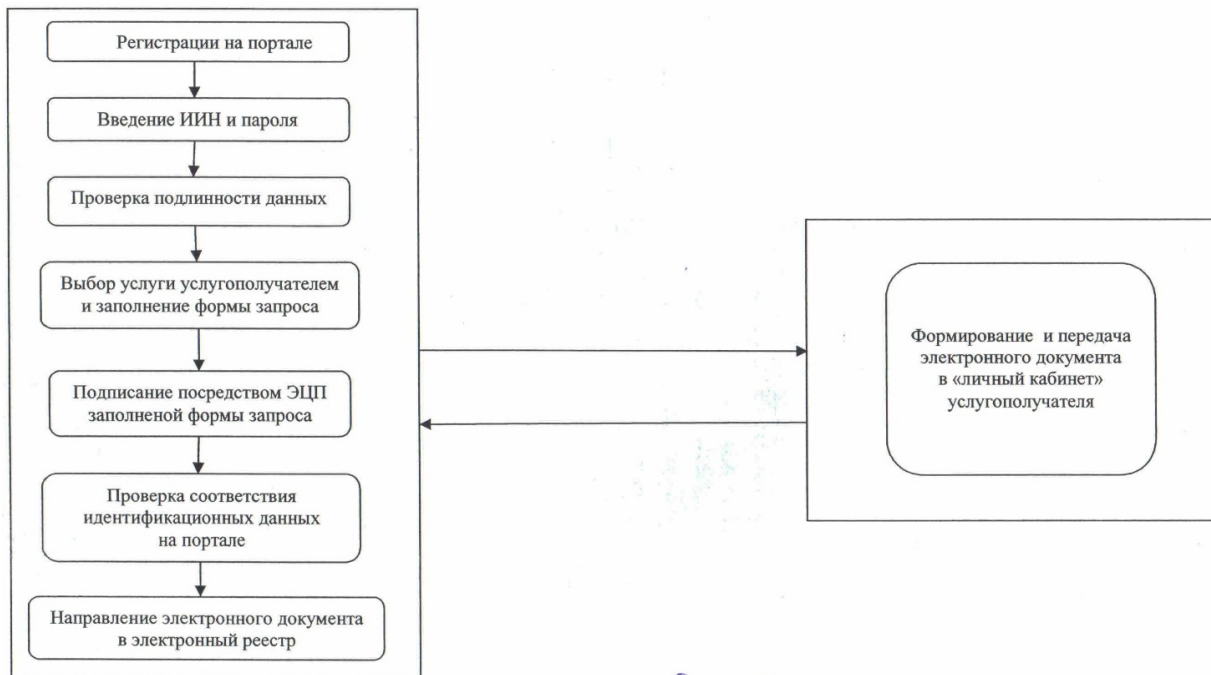 Регистрации на портале
Введение ИИН и пароля
Проверка подлинности данных
Выбор услуги услугополучателем
и заполнение формы запроса
Подписание посредством ЭЦП
заполненой формы запроса
Проверка соответствия
идентификационных данных
на портале
Направление электронного документа
в электронный реестр
Формирование и передача
электронного документа
в «личный кабинет»
услугополучателя